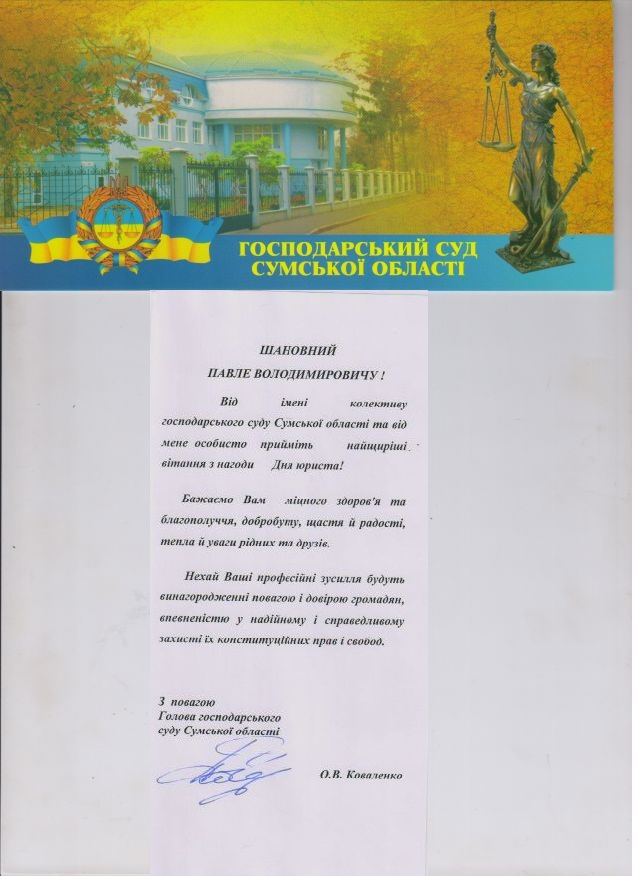 ГОСПОДАРСЬКИЙ СУД
СУМСЬКОЇ ОБЛАСТІ
ШАНОВНИЙ
ПАВЛЕ ВОЛОДИМИРОВИЧУ !
Від імені колективу
господарського суду Сумської області та від
мене особисто прийміть найщиріші
вітання з нагоди Дня юриста!
Бажаємо Вам міцного здоров'я та
благополуччя, добробуту, щастя й радості,
тепла й уваги рідних та друзів.
Нехай Ваші професійні зусилля будуть
винагородженні повагою і довірою громадян,
впевненістю у надійному і справедливому
захисті їх конституційних прав і свобод.
З повагою
Голова господарського
суду Сумської області
О.В. Коваленко